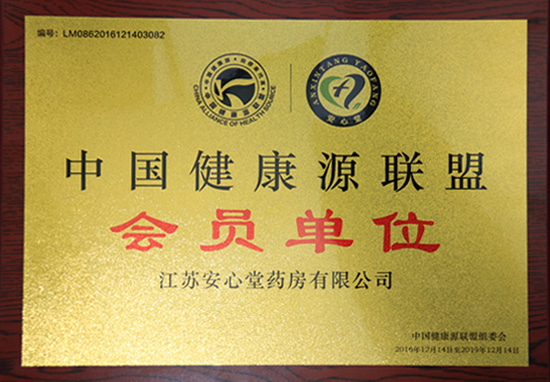 编号：LM0862016121403082
CHINA ALLIANCE OF HEALTH SOURCE
ANXINTANG YAOFANG
安心堂
中国健康源联盟
会员单位
江苏安心堂药房有限公司
中国健康源联盟组委会
2016年12月14日至2019年12月14日